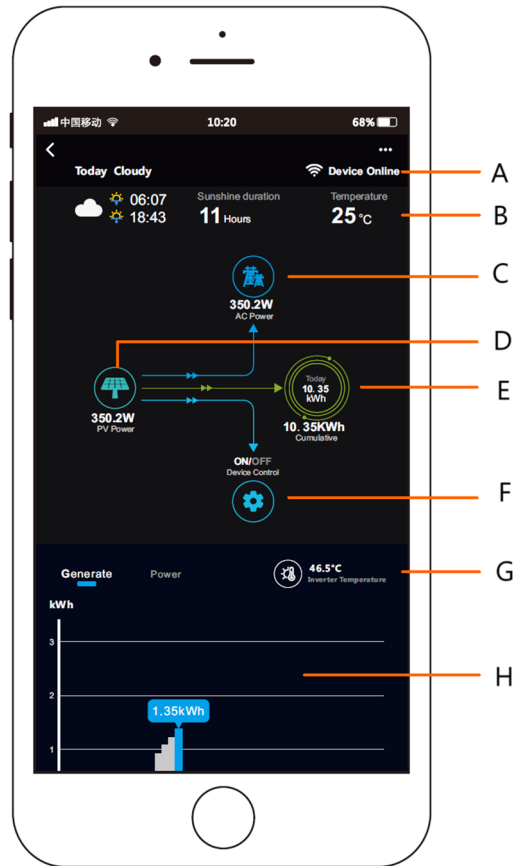 中国移动 10:20 68%
Today Cloudy Device Online A
06:07 Sunshine duration Temperature
18:43 11 Hours 25 °C B
C
350.2W
AC Power
D
Today
10. 35
kWh
E
350.2W
PV Power
10. 35KWh
Cumulative
ON/OFF
Device Control
F
Generate Power 46.5°C
Inverter Temperature G
kWh
3
H
2
1.35kWh
1